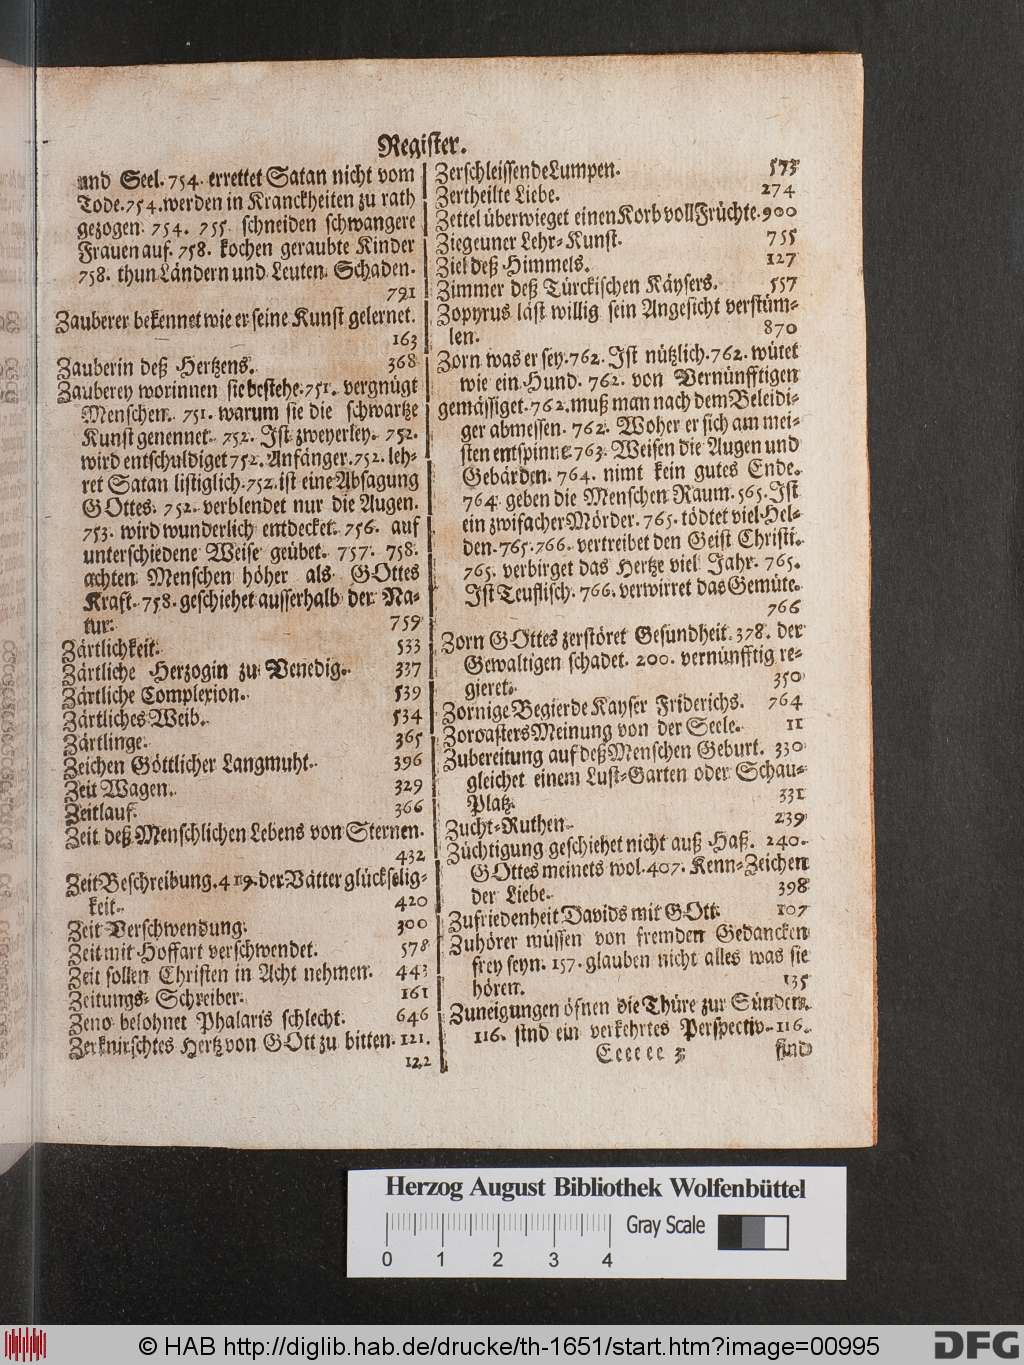 Register.
und Seel. 754. errettet Satan nicht vom
Tode. 754. werden in Kranckheiten zu rath
gezogen. 754. 755. schneiden schwangere
Frauen auf. 758. kochen geraubte Kinder
758. thun Ländern und Leuten Schaden.
791
Zauberer bekennet wie er seine Kunst gelernet.
163
Zauberin deß Hertzens. 368
Zauberey worinnen sie bestehe. 751. vergnügt
Menschen. 751. warum sie die schwartze
Kunst genennet. 752. Ist zweyerley. 752.
wird entschuldiget 752. Anfänger. 752. leh-
ret Satan listiglich. 752. ist eine Absagung
GOttes. 752. verblendet nur die Augen.
753. wird wunderlich entdecket. 756. auf
unterschiedene Weise geübet. 757. 758.
achten Menschen höher als GOttes
Kraft. 758. geschiehet ausserhalb der Na-
tur. 759
Zärtlichkeit. 533
Zärtliche Herzogin zu Venedig. 337
Zärtliche Complexion. 539
Zärtliches Weib. 534
Zärtlinge. 365
Zeichen Göttlicher Langmuht. 396
Zeit Wagen. 329
Zeitlauf. 366
Zeit deß Menschlichen Lebens von Sternen.
432
Zeit Beschreibung. 419. der Vätter glückselig-
keit. 420
Zeit Verschwendung. 300
Zeit mit Hoffart verschwendet. 578
Zeit sollen Christen in Acht nehmen. 443
Zeitungs-Schreiber. 161
Zeno belohnet Phalaris schlecht. 646
Zerknirschtes Hertz von GOtt zu bitten. 121.
122
Zerschleissende Lumpen. 573
Zertheilte Liebe. 274
Zettel überwieget einen Korb voll Früchte. 900
Ziegeuner Lehr-Kunst. 755
Ziel deß Himmels. 127
Zimmer deß Türckischen Käysers. 557
Zopyrus läst willig sein Angesicht verstüm-
len. 870
Zorn was er sey. 762. Ist nützlich. 762. wütet
wie ein Hund. 762. von Vernünfftigen
gemässiget. 762. muß man nach dem Beleidi-
ger abmessen. 762. Woher er sich am mei-
sten entspinne. 763. Weisen die Augen und
Gebärden. 764. nimt kein gutes Ende.
764. geben die Menschen Raum. 565. Ist
ein zwifacher Mörder. 765. tödtet viel Hel-
den. 765. 766. vertreibet den Geist Christi.
765. verbirget das Hertze viel Jahr. 765.
Ist Teuflisch. 766. verwirret das Gemüte.
766
Zorn GOttes zerstöret Gesundheit. 378. der
Gewaltigen schadet. 200. vernünfftig re-
gieret. 350
Zornige Begierde Kayser Friderichs. 764
Zoroasters Meinung von der Seele. 11
Zubereitung auf deß Menschen Geburt. 330
gleichet einem Lust-Garten oder Schau-
Platz. 331
Zucht-Ruthen. 239
Züchtigung geschiehet nicht auß Haß. 240.
GOttes meinets wol. 407. Kenn-Zeichen
der Liebe. 398
Zufriedenheit Davids mit GOtt. 107
Zuhörer müssen von fremden Gedancken
frey seyn. 157. glauben nicht alles was sie
hören. 135
Zuneigungen öfnen die Thüre zur Sünden.
116. sind ein verkehrtes Perspectiv. 116.
Eeeeee 3 sind
Herzog August Bibliothek Wolfenbüttel
Gray Scale
0 1 2 3 4
© HAB http://diglib.hab.de/drucke/th-1651/start.htm?image=00995
DFG